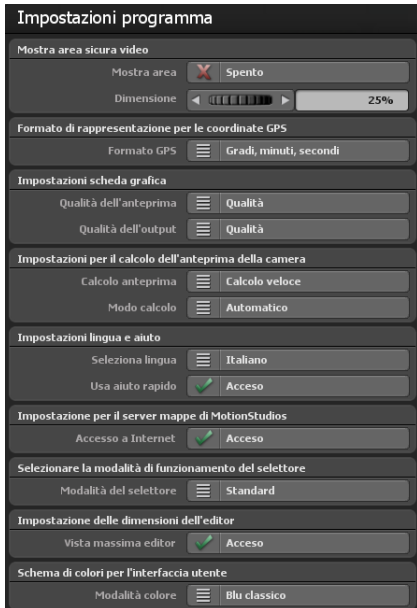 Impostazioni programma
Mostra area sicura video
Mostra area Spento
Dimensione 25%
Formato di rappresentazione per le coordinate GPS
Formato GPS Gradi, minuti, secondi
Impostazioni scheda grafica
Qualità dell'anteprima Qualità
Qualità dell'output Qualità
Impostazioni per il calcolo dell'anteprima della camera
Calcolo anteprima Calcolo veloce
Modo calcolo Automatico
Impostazioni lingua e aiuto
Seleziona lingua Italiano
Usa aiuto rapido Acceso
Impostazione per il server mappe di MotionStudios
Accesso a Internet Acceso
Selezionare la modalità di funzionamento del selettore
Modalità del selettore Standard
Impostazione delle dimensioni dell'editor
Vista massima editor Acceso
Schema di colori per l'interfaccia utente
Modalità colore Blu classico